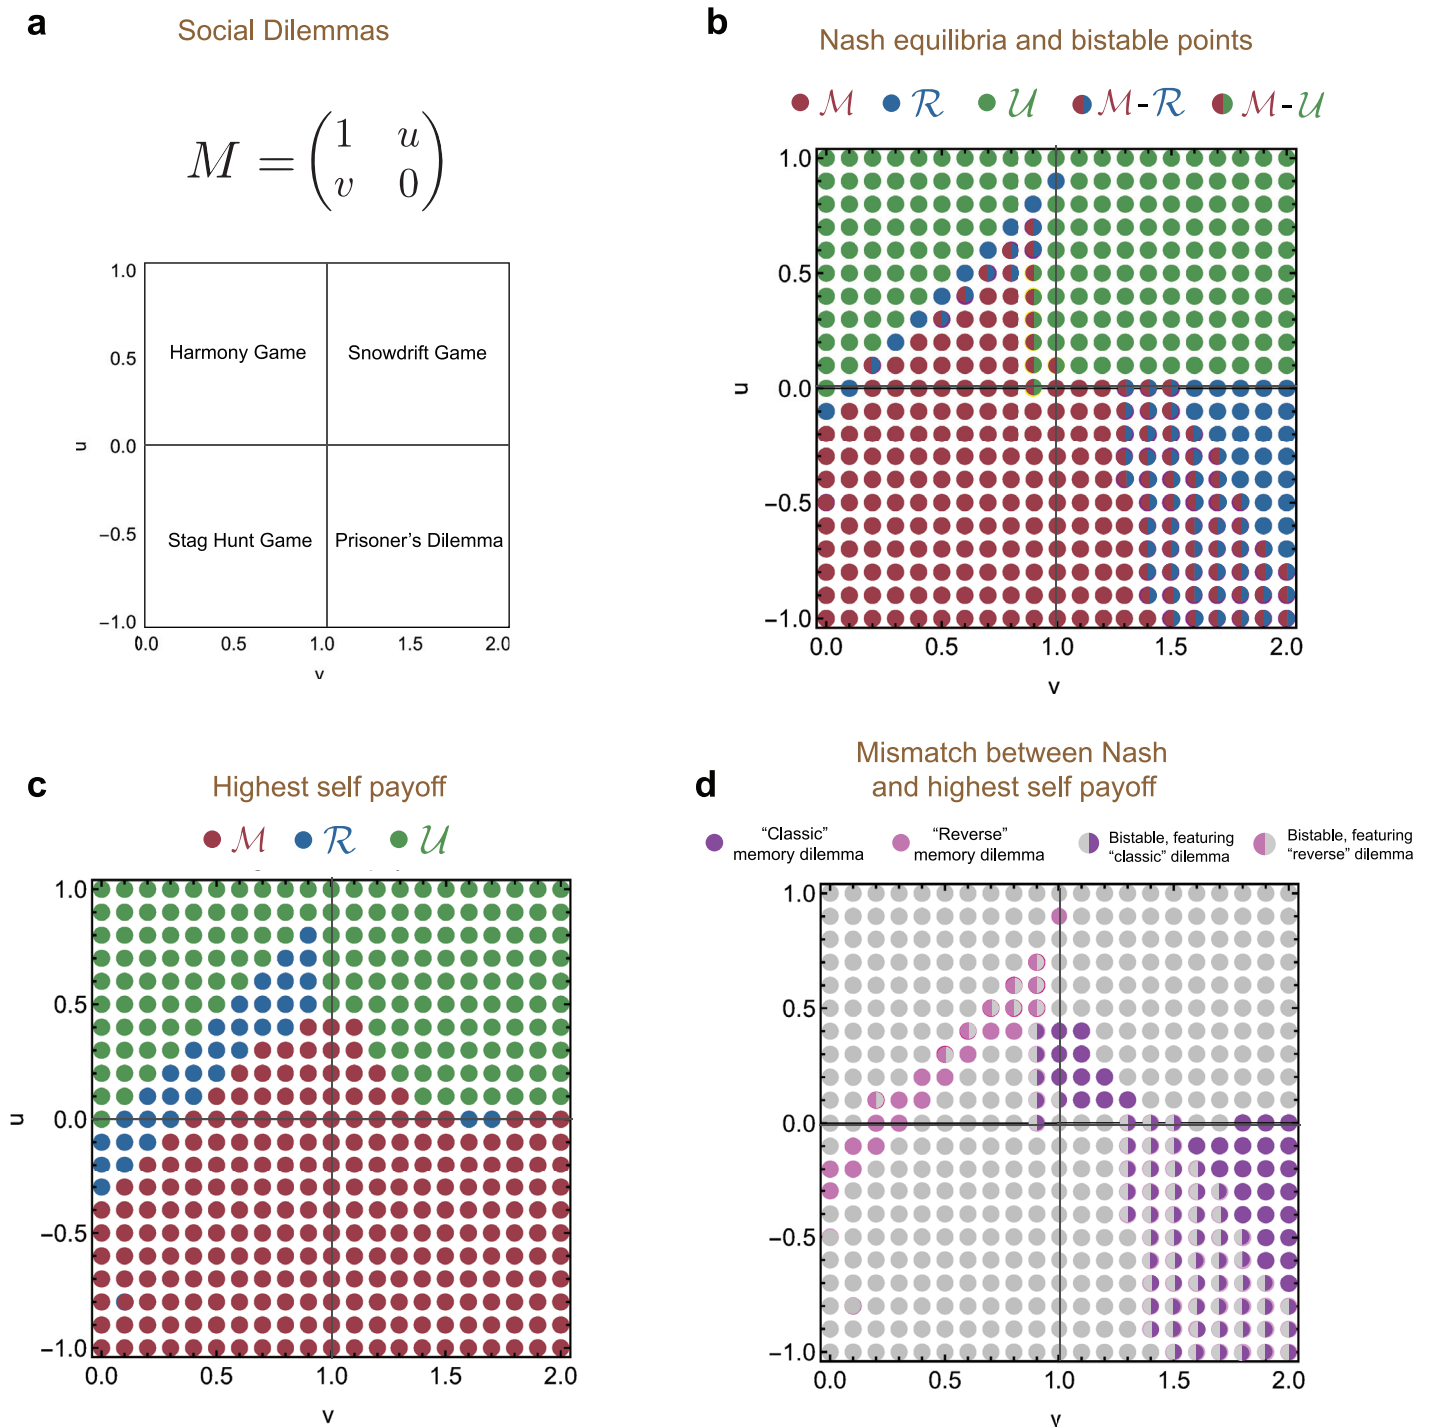 a
Social Dilemmas
M = ( 1 u
v 0 )
1.0
0.5
0.0
−0.5
−1.0
u
Harmony Game
Snowdrift Game
Stag Hunt Game
Prisoner's Dilemma
0.0 0.5 1.0 1.5 2.0
v
b
Nash equilibria and bistable points
ℳ ℛ 𝒰 ℳ-ℛ ℳ-𝒰
1.0
0.5
0.0
−0.5
−1.0
u
0.0 0.5 1.0 1.5 2.0
v
c
Highest self payoff
ℳ ℛ 𝒰
1.0
0.5
0.0
−0.5
−1.0
u
0.0 0.5 1.0 1.5 2.0
v
d
Mismatch between Nash
and highest self payoff
“Classic”
memory dilemma
“Reverse”
memory dilemma
Bistable, featuring
“classic” dilemma
Bistable, featuring
“reverse” dilemma
1.0
0.5
0.0
−0.5
−1.0
0.0 0.5 1.0 1.5 2.0
v